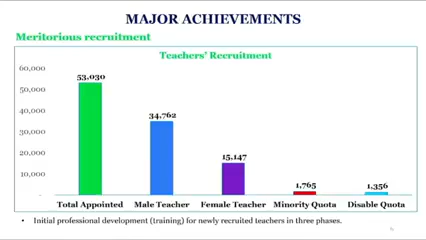 MAJOR ACHIEVEMENTS
Meritorious recruitment
Teachers' Recruitment
60,000
50,000
40,000
30,000
20,000
10,000
-
53,030
34,762
15,147
1,765
1,356
Total Appointed Male Teacher Female Teacher Minority Quota Disable Quota
• Initial professional development (training) for newly recruited teachers in three phases.